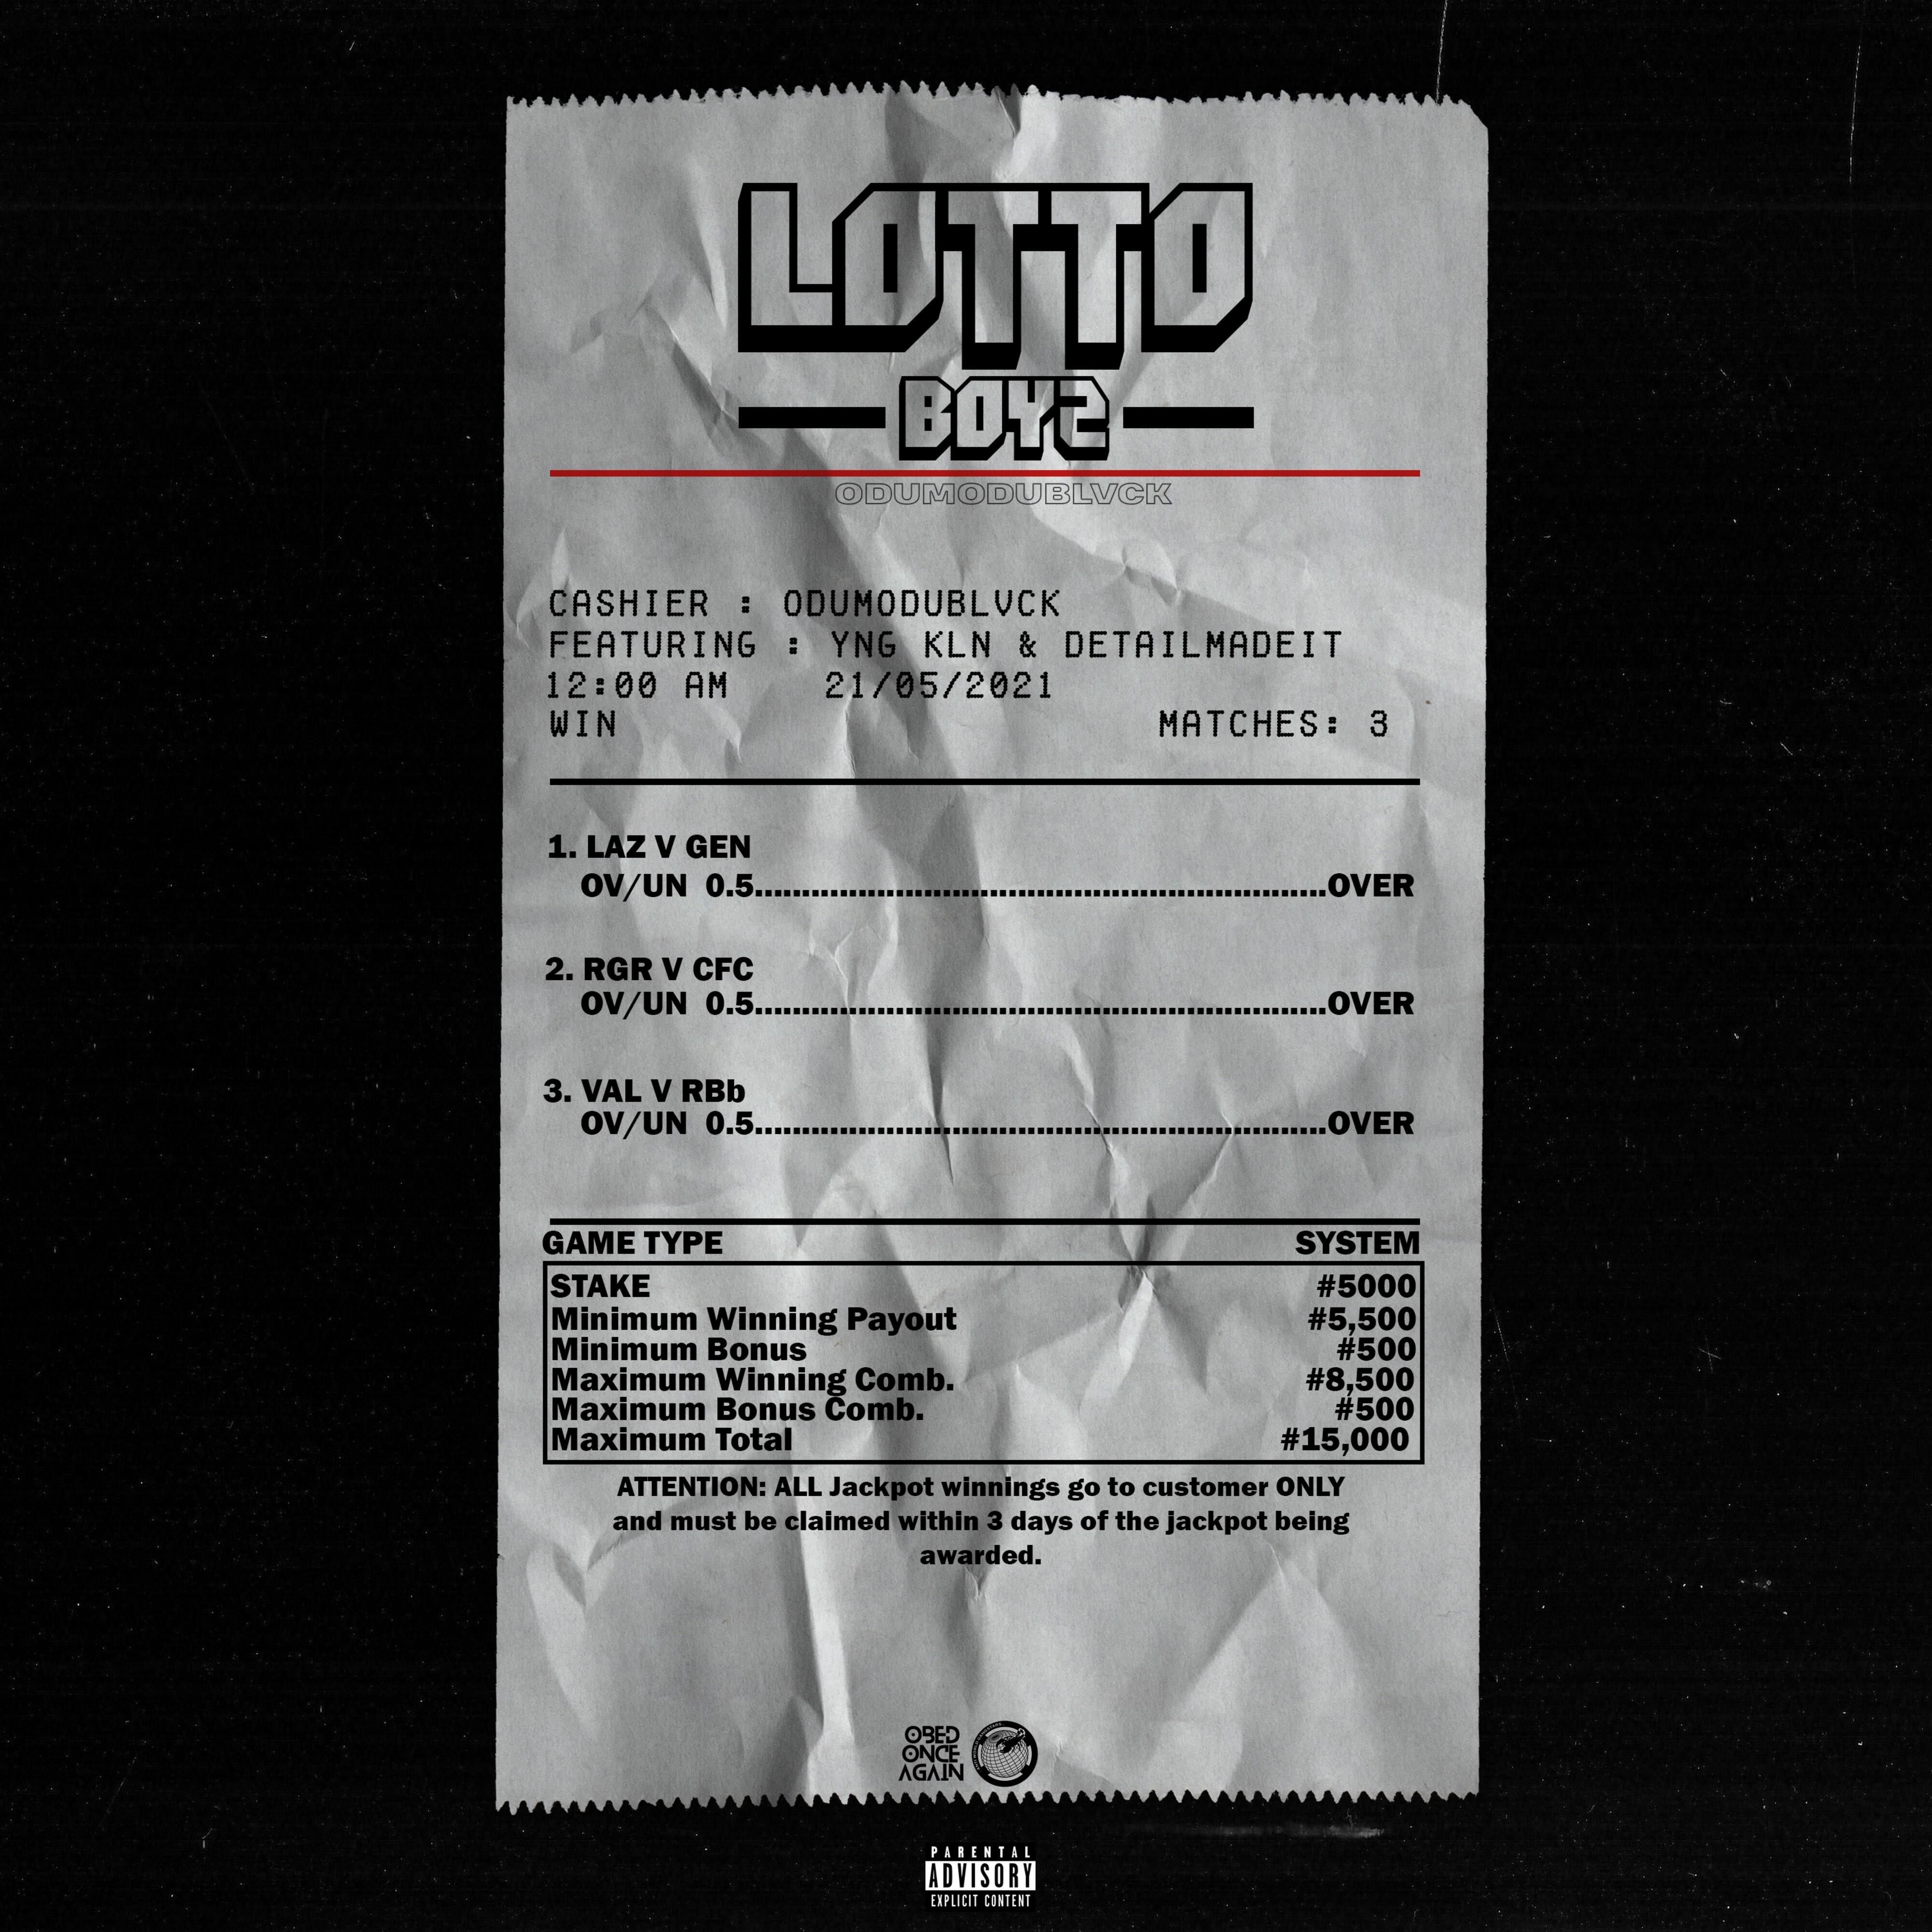 LOTTO
BOYZ
ODUMODUBLVCK
CASHIER : ODUMODUBLVCK
FEATURING : YNG KLN & DETAILMADEIT
12:00 AM 21/05/2021
WIN MATCHES: 3
1. LAZ V GEN
OV/UN 0.5.............................................................OVER
2. RGR V CFC
OV/UN 0.5.............................................................OVER
3. VAL V RBb
OV/UN 0.5.............................................................OVER
GAME TYPE SYSTEM
STAKE #5000
Minimum Winning Payout #5,500
Minimum Bonus #500
Maximum Winning Comb. #8,500
Maximum Bonus Comb. #500
Maximum Total #15,000
ATTENTION: ALL Jackpot winnings go to customer ONLY
and must be claimed within 3 days of the jackpot being
awarded.
OBED
ONCE
AGAIN
PARENTAL
ADVISORY
EXPLICIT CONTENT